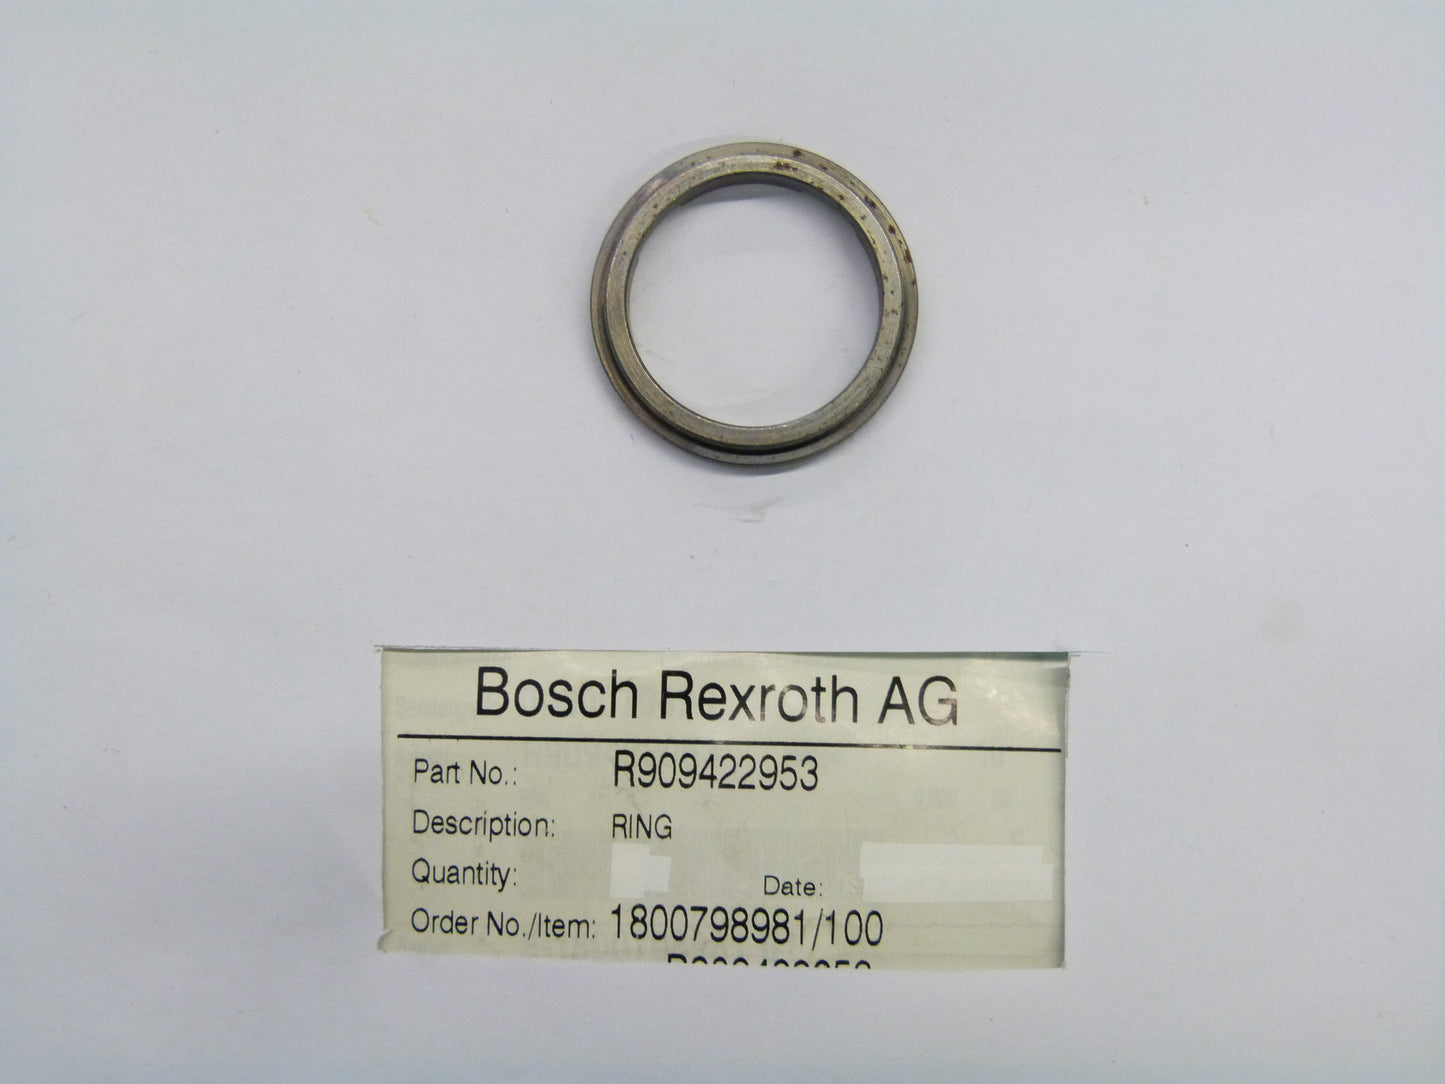 Bosch Rexroth AG
Part No.: R909422953
Description: RING
Quantity:
Date:
Order No./Item: 1800798981/100